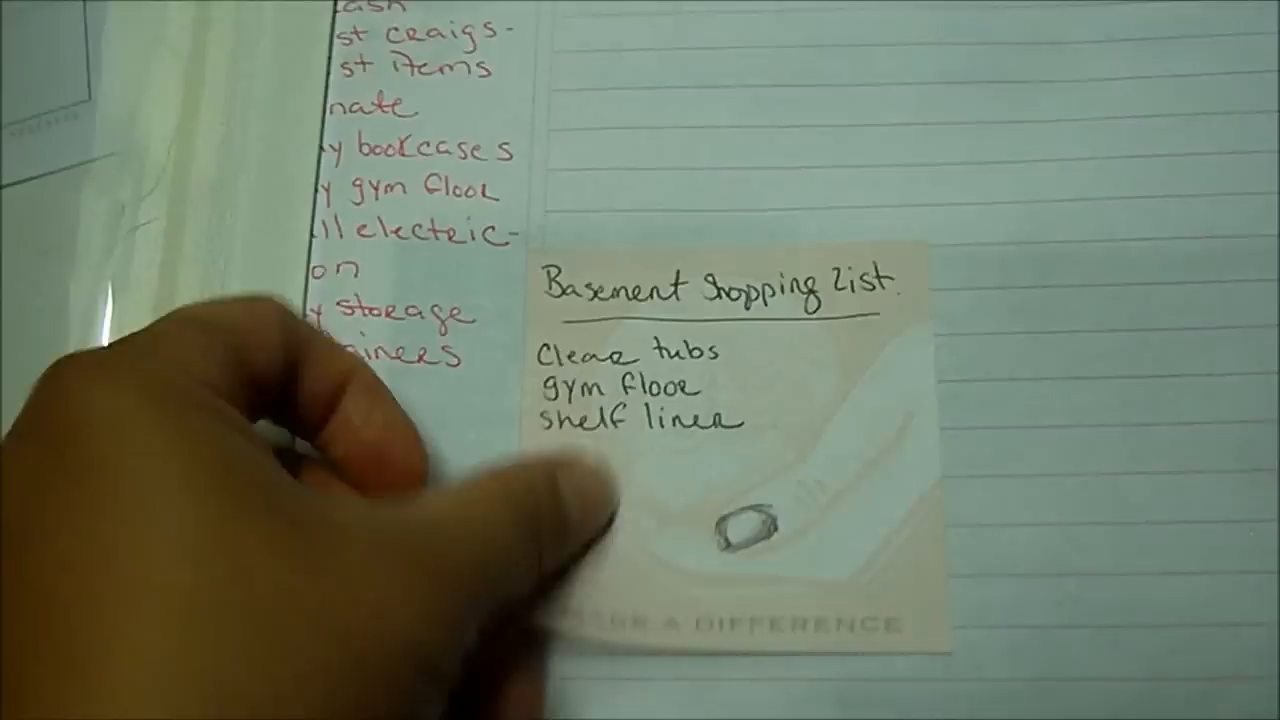 st craigs-
st items
nate
y bookcases
y gym floor
ll electric-
on
y storage
ainers
Basement Shopping List.
Clear tubs
gym floor
shelf liner
A DIFFERENCE